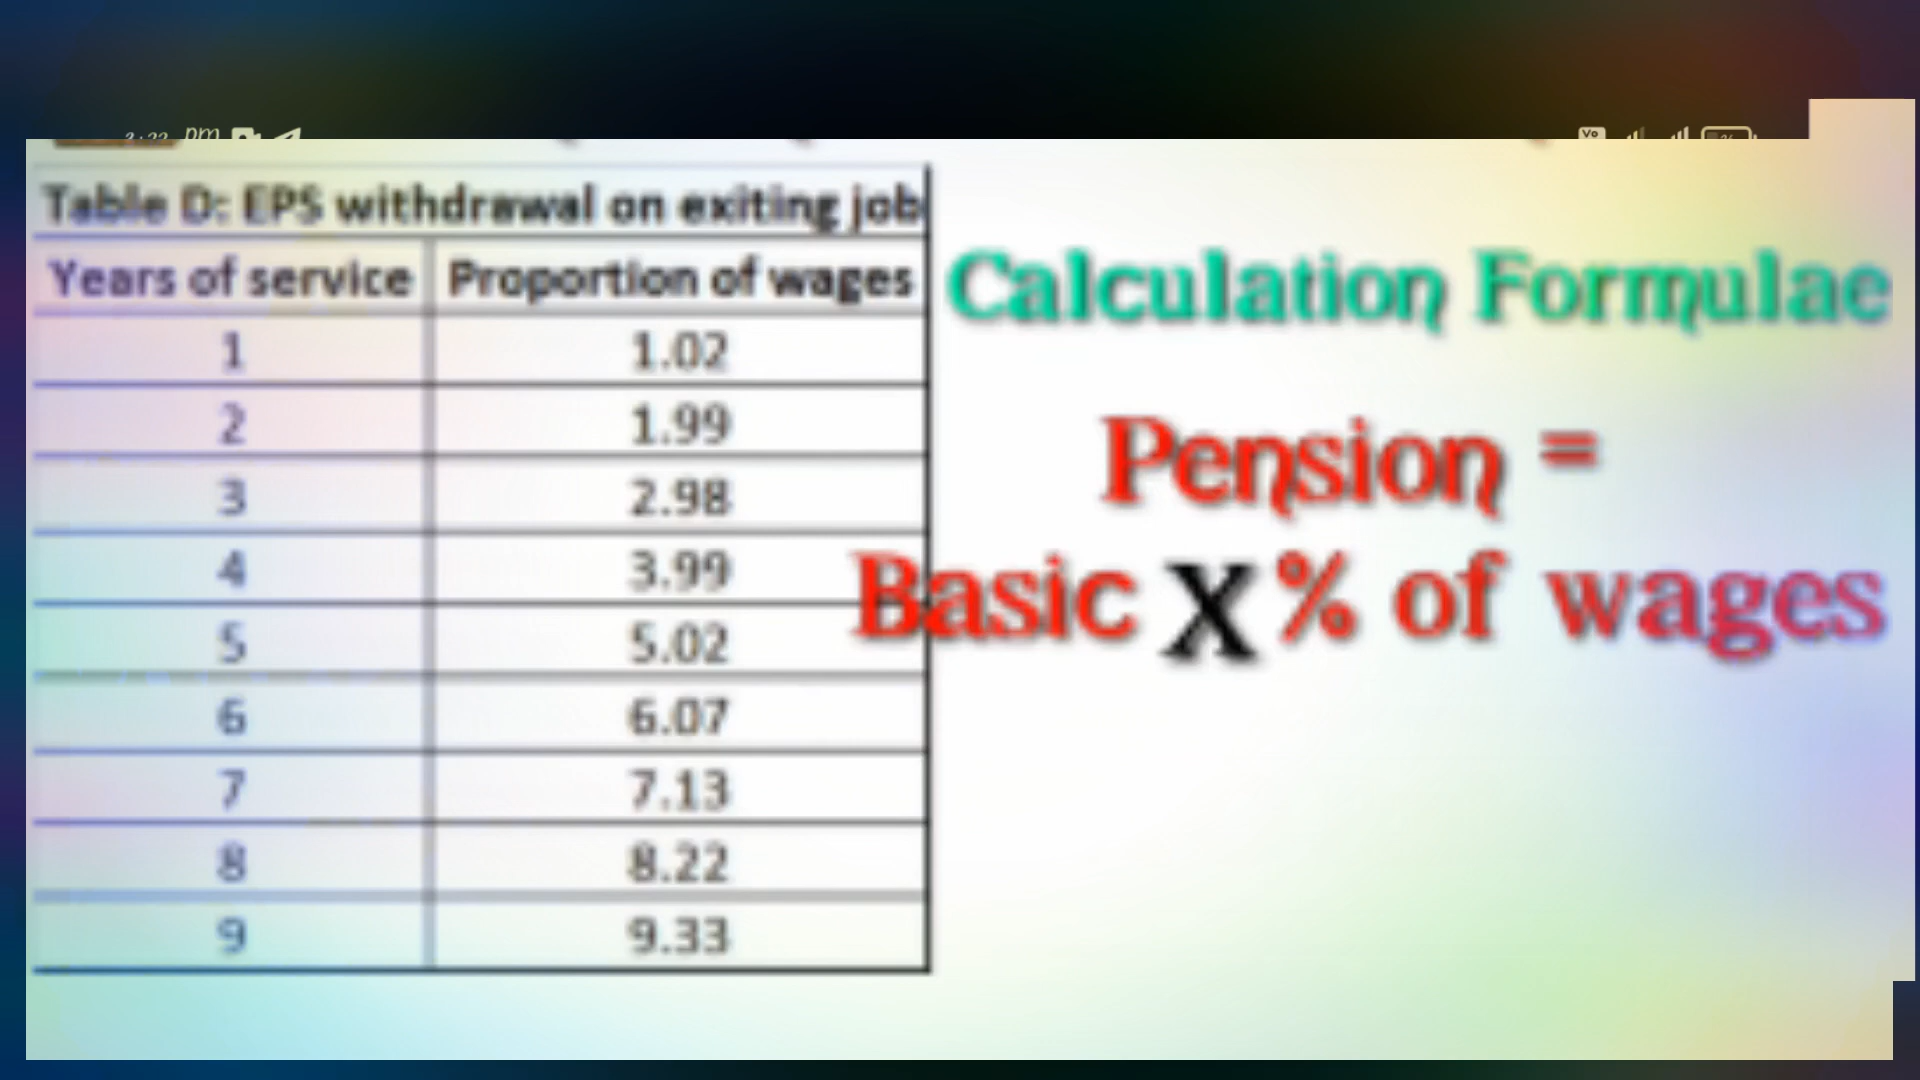 pm
Vo
Table D: EPS withdrawal on exiting job
Years of service Proportion of wages
1 1.02
2 1.99
3 2.98
4 3.99
5 5.02
6 6.07
7 7.13
8 8.22
9 9.33
Calculation Formulae
Pension =
Basic X % of wages